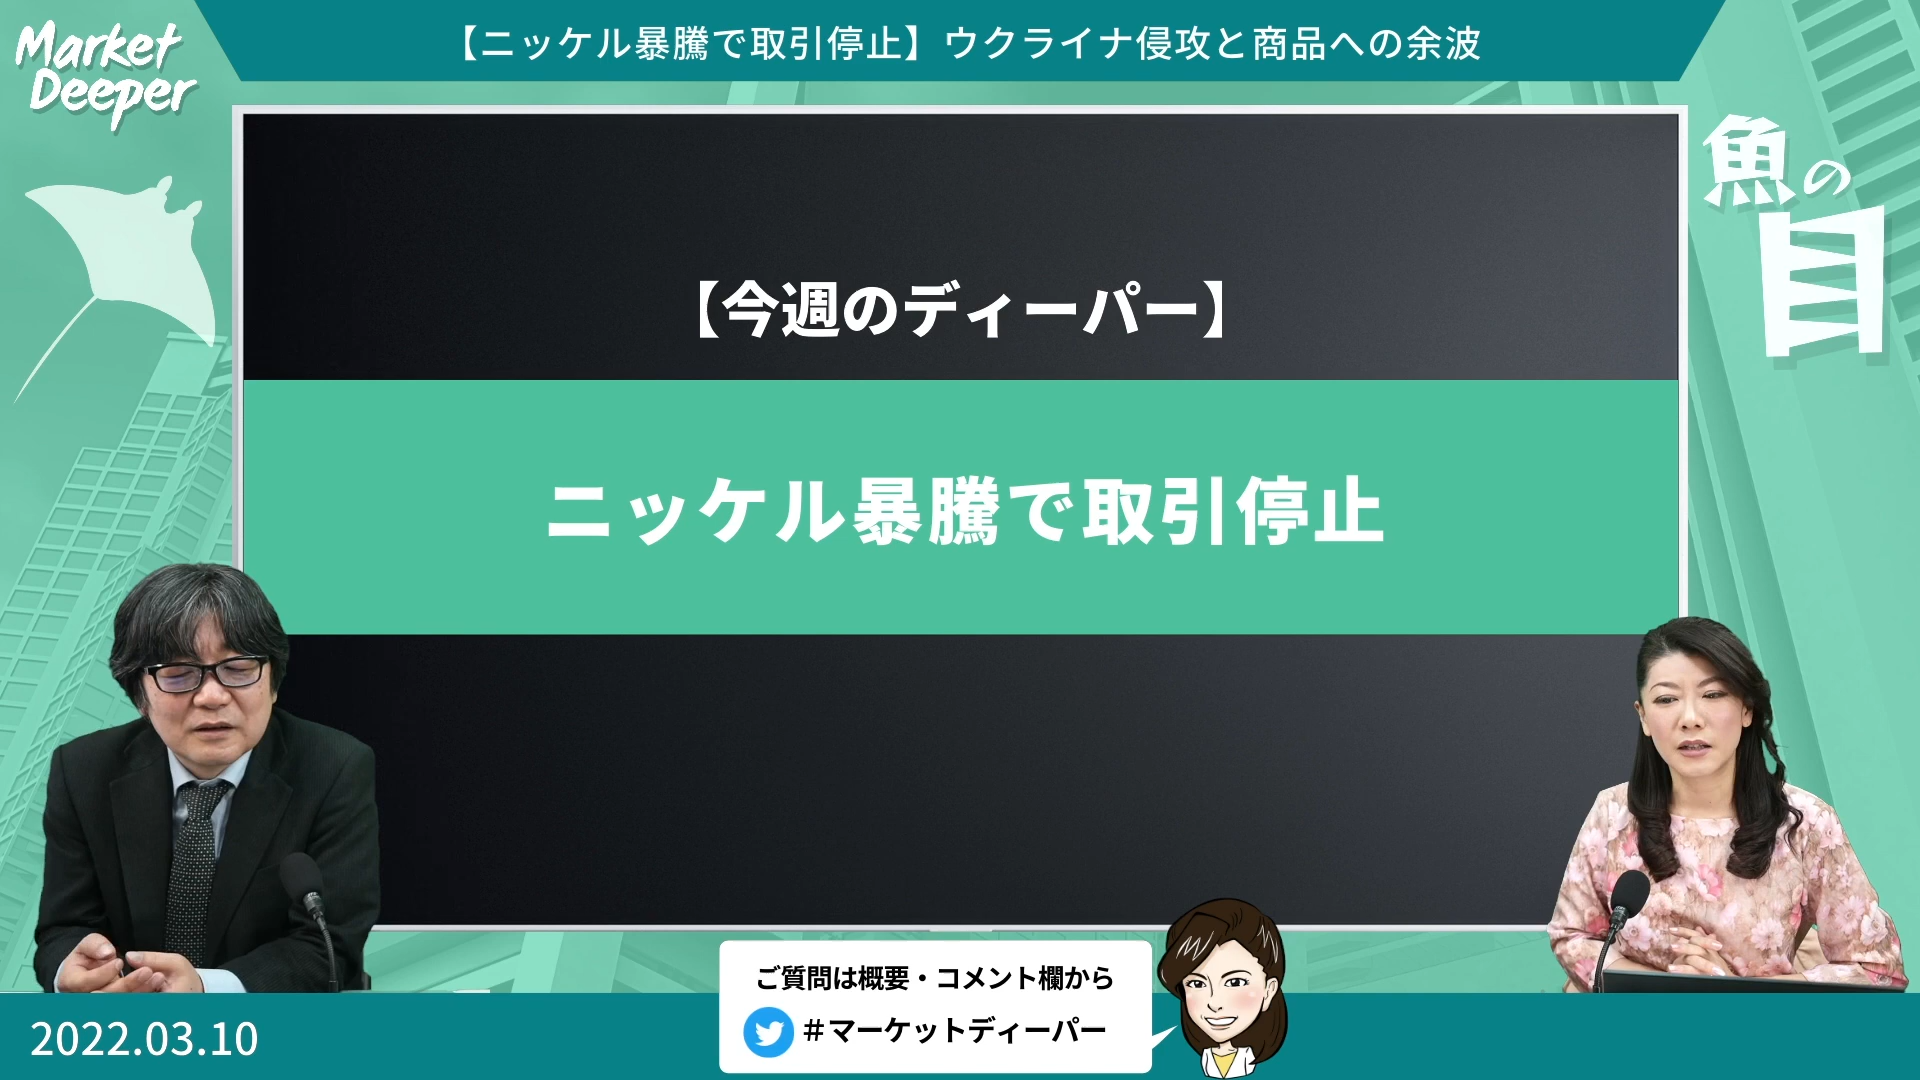 Market
Deeper
【ニッケル暴騰で取引停止】ウクライナ侵攻と商品への余波
魚の
目
【今週のディーパー】
ニッケル暴騰で取引停止
ご質問は概要・コメント欄から
#マーケットディーパー
2022.03.10